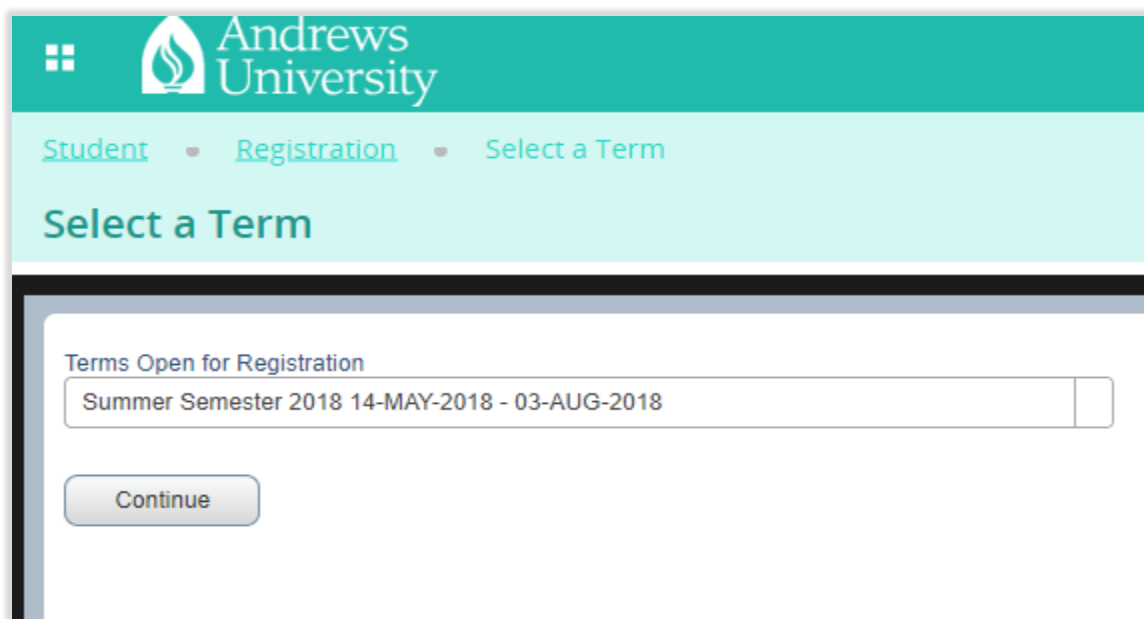 Andrews
University
Student Registration Select a Term
Select a Term
Terms Open for Registration
Summer Semester 2018 14-MAY-2018 - 03-AUG-2018
Continue